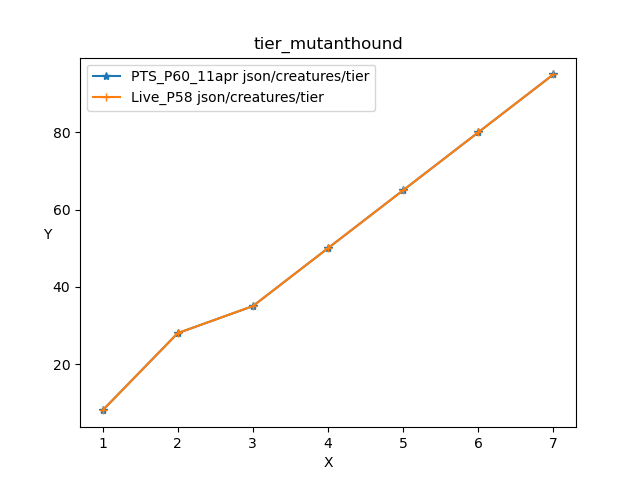 tier_mutanthound
PTS_P60_11apr json/creatures/tier
Live_P58 json/creatures/tier
80
60
Y
40
20
1 2 3 4 5 6 7
X